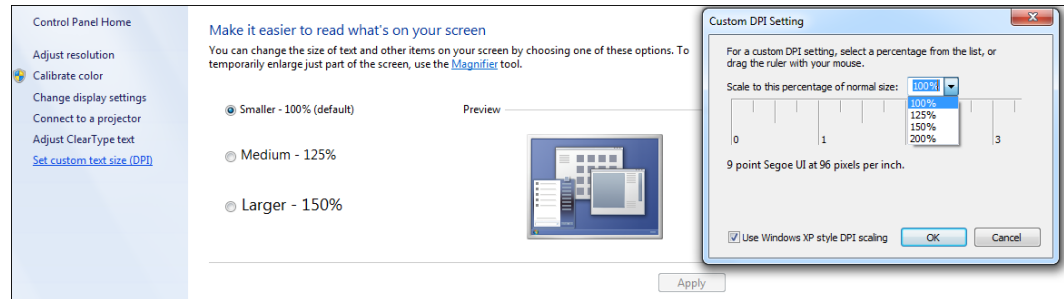 Control Panel Home
Adjust resolution
Calibrate color
Change display settings
Connect to a projector
Adjust ClearType text
Set custom text size (DPI)
Make it easier to read what's on your screen
You can change the size of text and other items on your screen by choosing one of these options. To
temporarily enlarge just part of the screen, use the Magnifier tool.
Smaller - 100% (default)
Preview
Medium - 125%
Larger - 150%
Apply
Custom DPI Setting
For a custom DPI setting, select a percentage from the list, or
drag the ruler with your mouse.
Scale to this percentage of normal size: 100%
100%
125%
150%
200%
0 1 3
9 point Segoe UI at 96 pixels per inch.
Use Windows XP style DPI scaling
OK Cancel